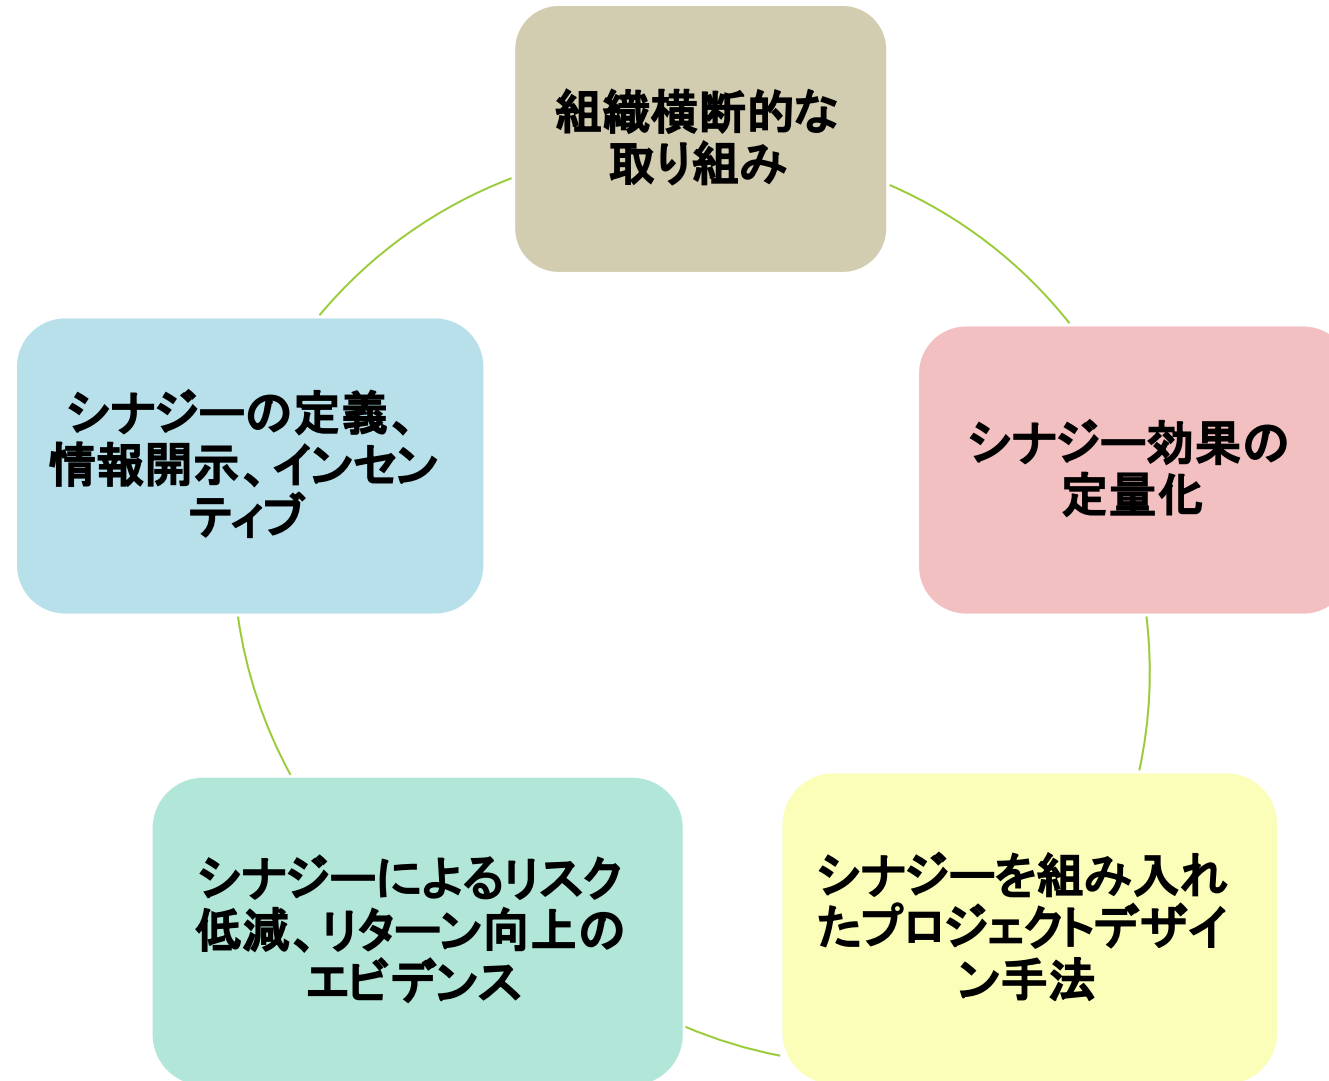 組織横断的な
取り組み
シナジー効果の
定量化
シナジーを組み入れ
たプロジェクトデザイ
ン手法
シナジーによるリスク
低減、リターン向上の
エビデンス
シナジーの定義、
情報開示、インセン
ティブ